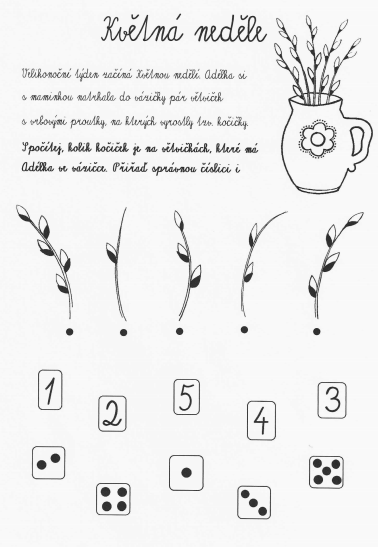 Květná neděle
Velikonoční týden začíná Květnou nedělí. Adélka si
s maminkou natrhala do vázičky pár větviček
s vrbovými proutky, na kterých vyrostly tzv. kočičky.
Spočítej, kolik kočiček je na větvičkách, které má
Adélka ve vázičce. Přiřaď správnou číslici i
1 2 5 4 3